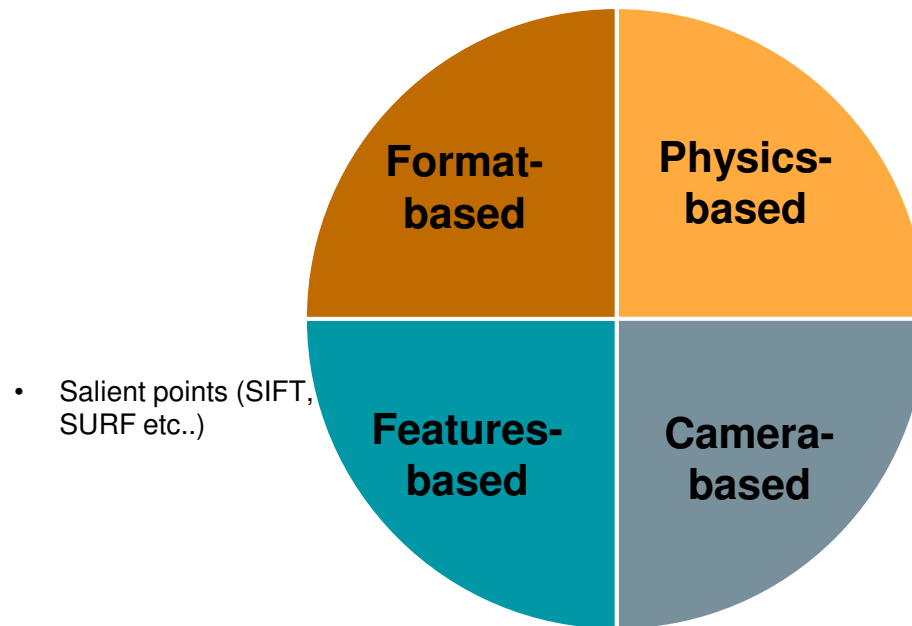 Format-
based
Physics-
based
• Salient points (SIFT,
SURF etc..)
Features-
based
Camera-
based